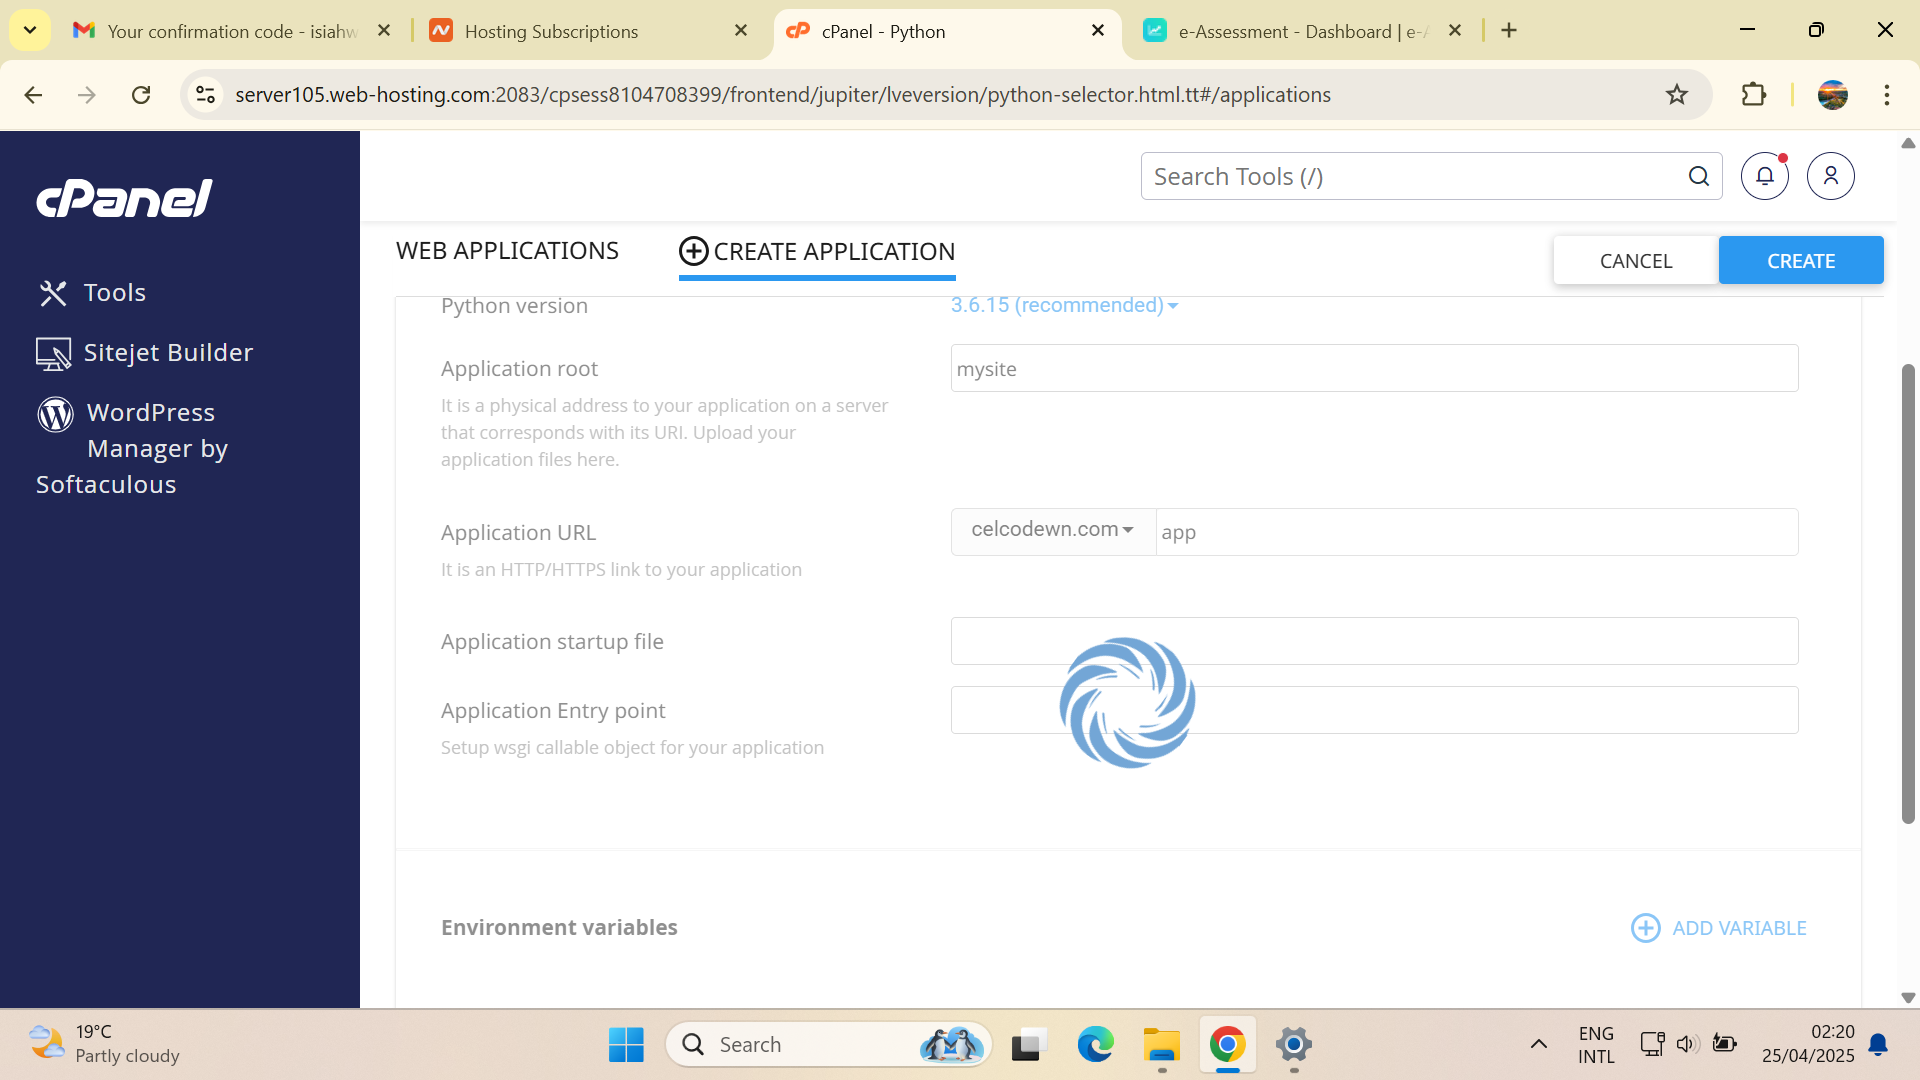 Your confirmation code - isiahw
Hosting Subscriptions
cPanel - Python
e-Assessment - Dashboard | e-A
server105.web-hosting.com:2083/cpsess8104708399/frontend/jupiter/lveversion/python-selector.html.tt#/applications
cPanel
Search Tools (/)
WEB APPLICATIONS
CREATE APPLICATION
CANCEL
CREATE
Tools
Sitejet Builder
WordPress
Manager by
Softaculous
Python version
3.6.15 (recommended)
Application root
mysite
It is a physical address to your application on a server
that corresponds with its URI. Upload your
application files here.
Application URL
celcodewn.com
app
It is an HTTP/HTTPS link to your application
Application startup file
Application Entry point
Setup wsgi callable object for your application
Environment variables
ADD VARIABLE
19°C
Partly cloudy
Search
ENG
INTL
02:20
25/04/2025